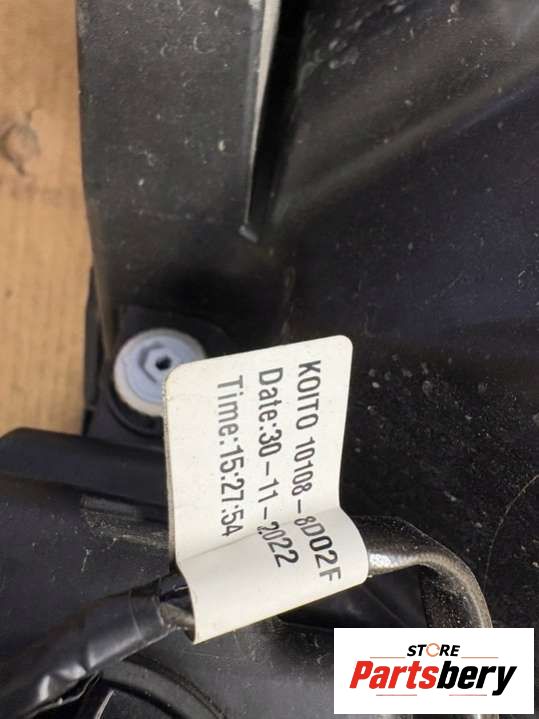 KOITO 10108-8D02F
Date:30-11-2022
Time:15:27:54
STORE
Partsbery